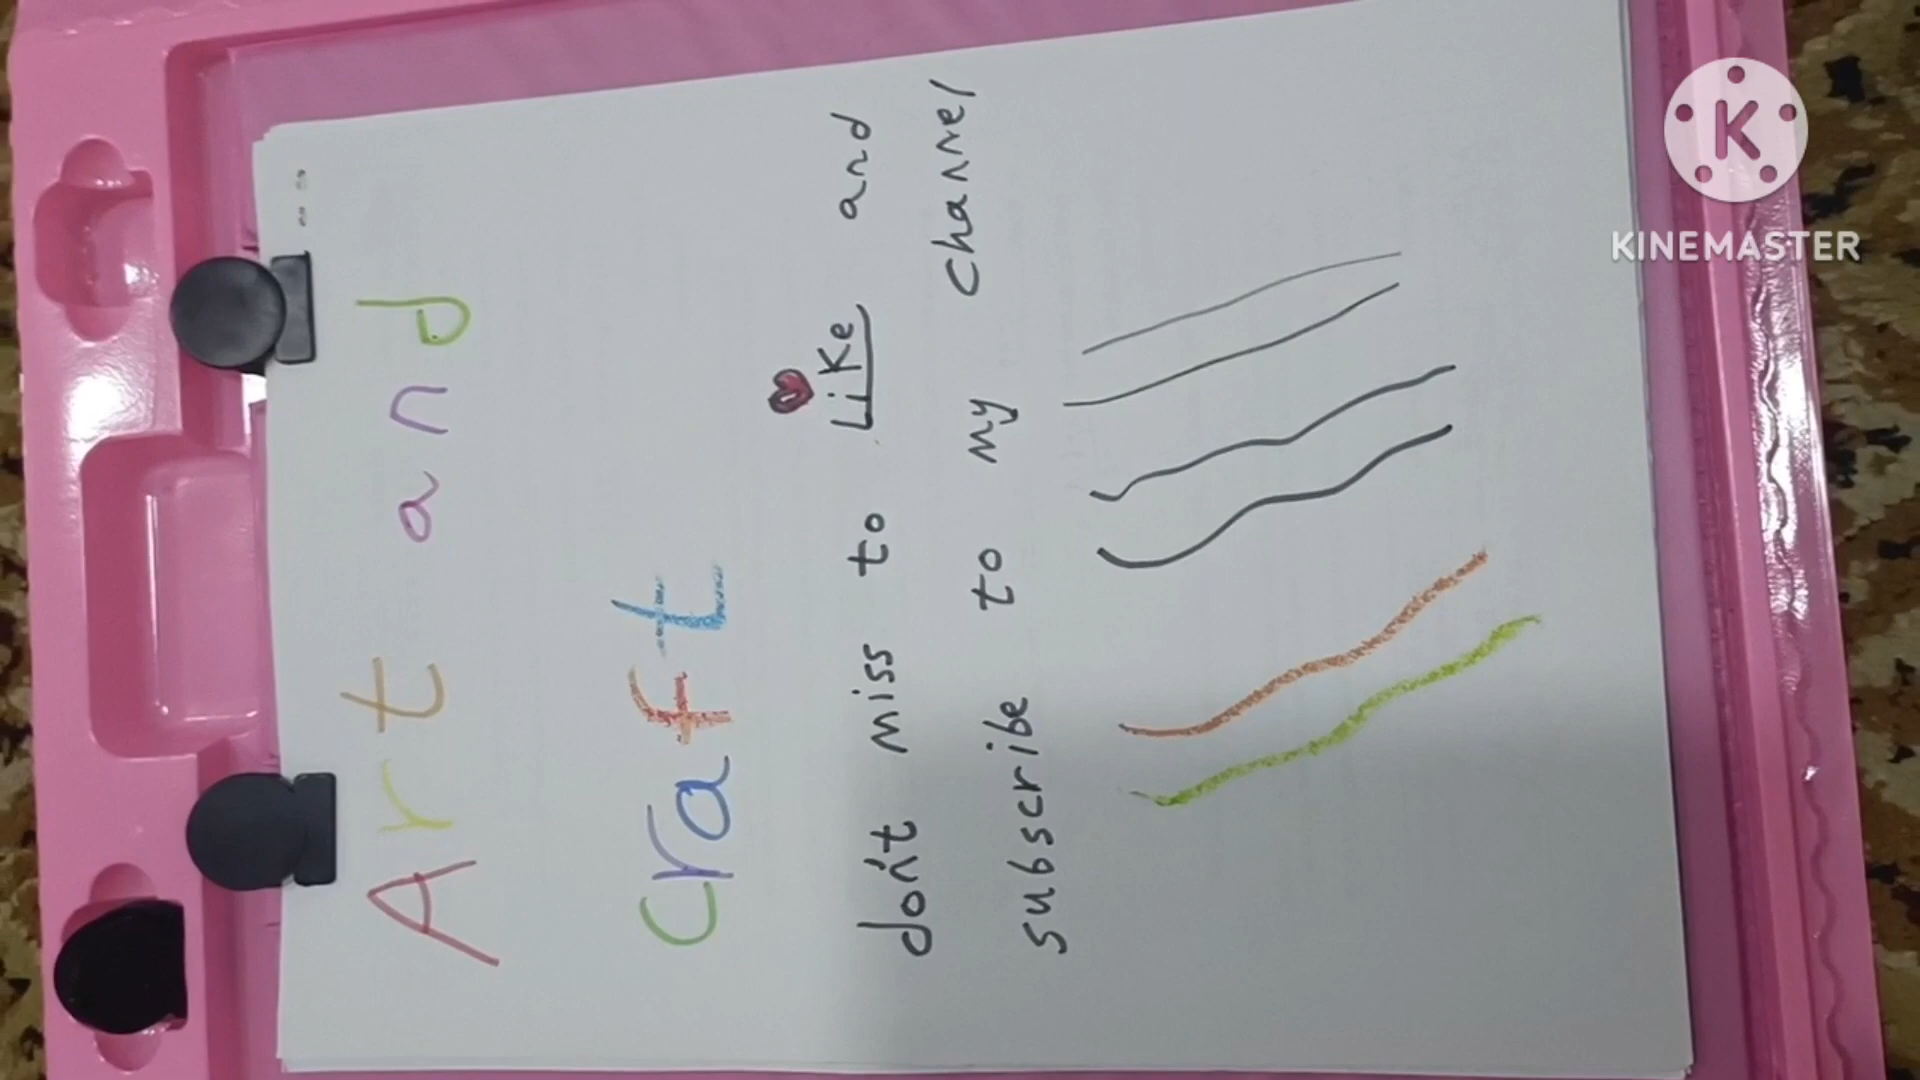 Art and
Craft
don't miss to Like and
subscribe to my channel
K
KINEMASTER